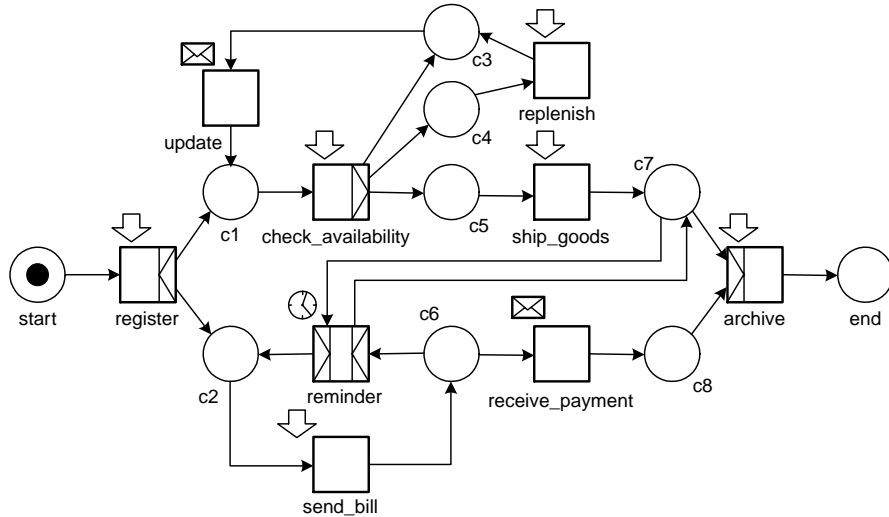 c3
replenish
c4
update
c7
c1
check_availability
c5
ship_goods
start
register
c6
archive
end
c2
reminder
receive_payment
c8
send_bill